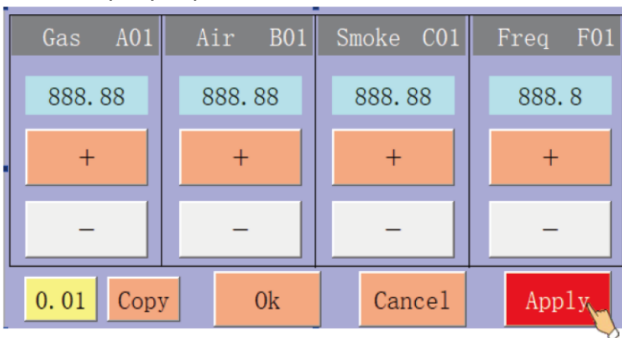 Gas A01 Air B01 Smoke C01 Freq F01
888.88 888.88 888.88 888.8
+ + + +
- - - -
0.01 Copy Ok Cancel Apply